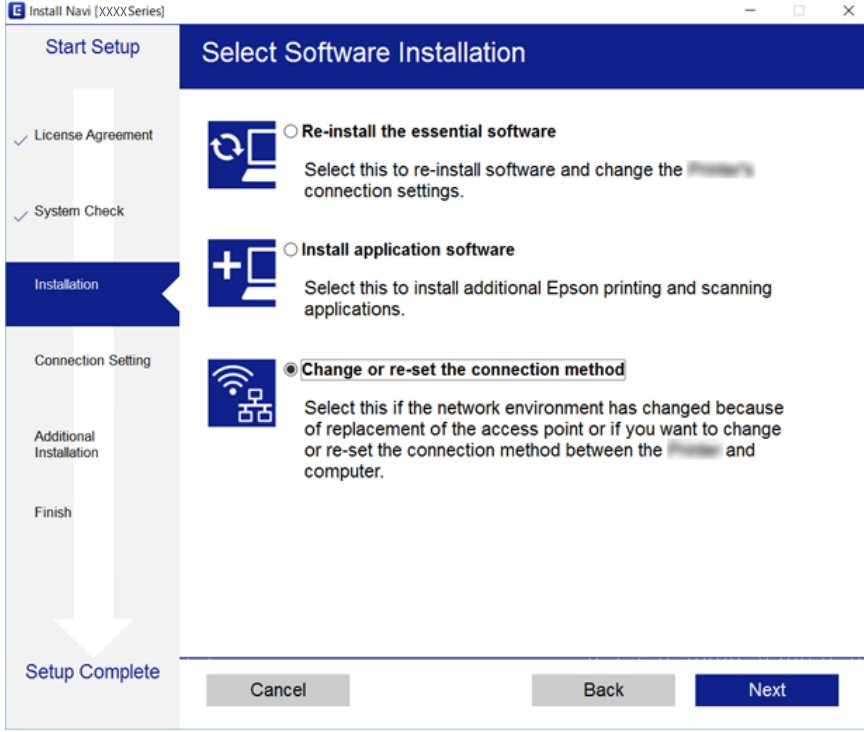 Install Navi [XXXX Series]
Start Setup
License Agreement
System Check
Installation
Connection Setting
Additional
Installation
Finish
Setup Complete
Select Software Installation
Re-install the essential software
Select this to re-install software and change the
connection settings.
Install application software
Select this to install additional Epson printing and scanning
applications.
Change or re-set the connection method
Select this if the network environment has changed because
of replacement of the access point or if you want to change
or re-set the connection method between the and
computer.
Cancel
Back
Next